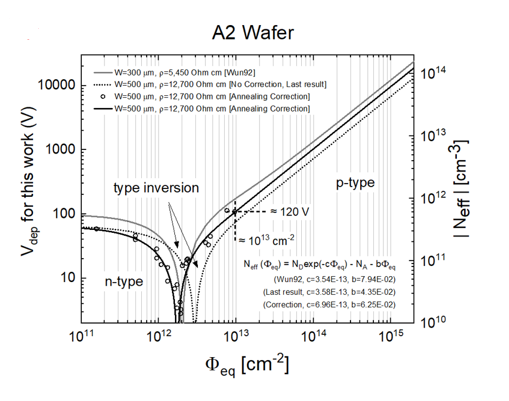 A2 Wafer
W=300 μm, ρ=5,450 Ohm cm [Wun92]
W=500 μm, ρ=12,700 Ohm cm [No Correction, Last result]
W=500 μm, ρ=12,700 Ohm cm [Annealing Correction]
W=500 μm, ρ=12,700 Ohm cm [Annealing Correction]
10000
1000
100
10
V_dep for this work (V)
10^14
10^13
10^12
10^11
10^10
| Neff | [cm-3]
type inversion
p-type
n-type
≈ 120 V
≈ 10^13 cm^-2
N_eff (Φ_eq) = N_D exp(-cΦ_eq) - N_A - bΦ_eq
(Wun92, c=3.54E-13, b=7.94E-02)
(Last result, c=3.58E-13, b=4.35E-02)
(Correction, c=6.96E-13, b=6.25E-02)
10^11 10^12 10^13 10^14 10^15
Φ_eq [cm^-2]